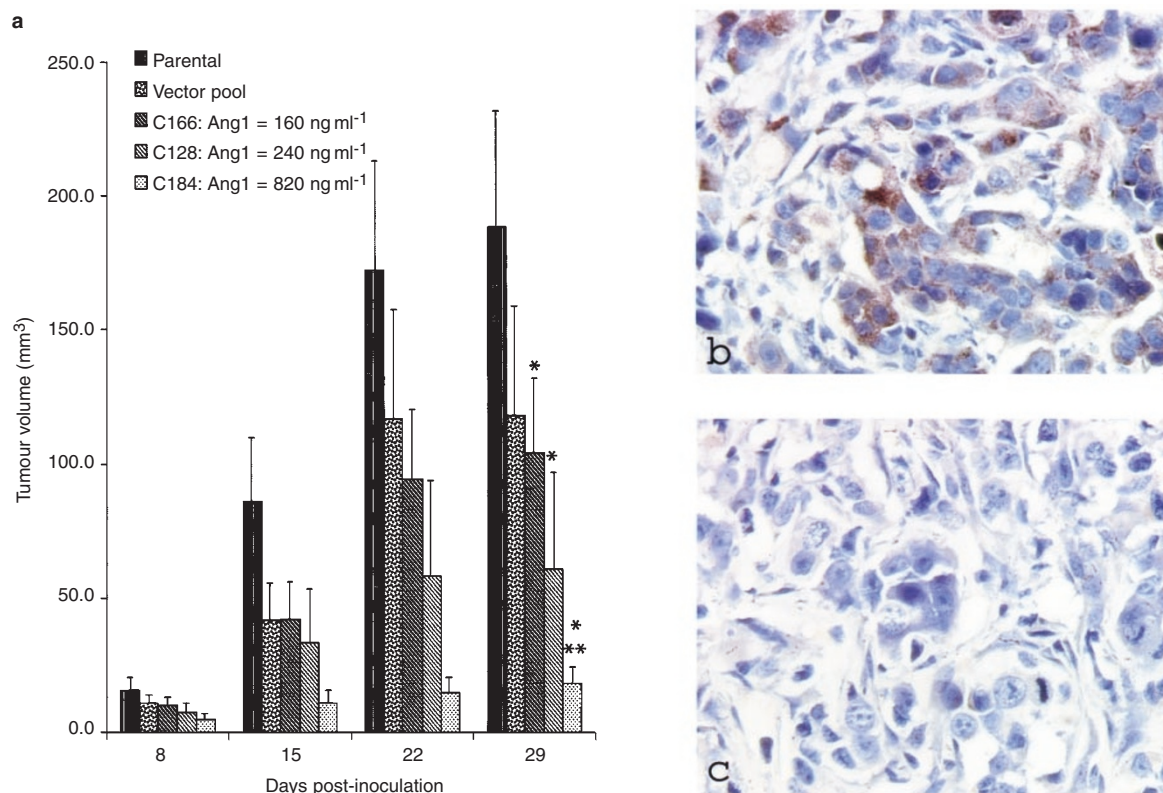 a
250.0
200.0
150.0
100.0
50.0
0.0
Tumour volume (mm³)
Parental
Vector pool
C166: Ang1 = 160 ng ml⁻¹
C128: Ang1 = 240 ng ml⁻¹
C184: Ang1 = 820 ng ml⁻¹
*
*
*
**
8 15 22 29
Days post-inoculation
b
c